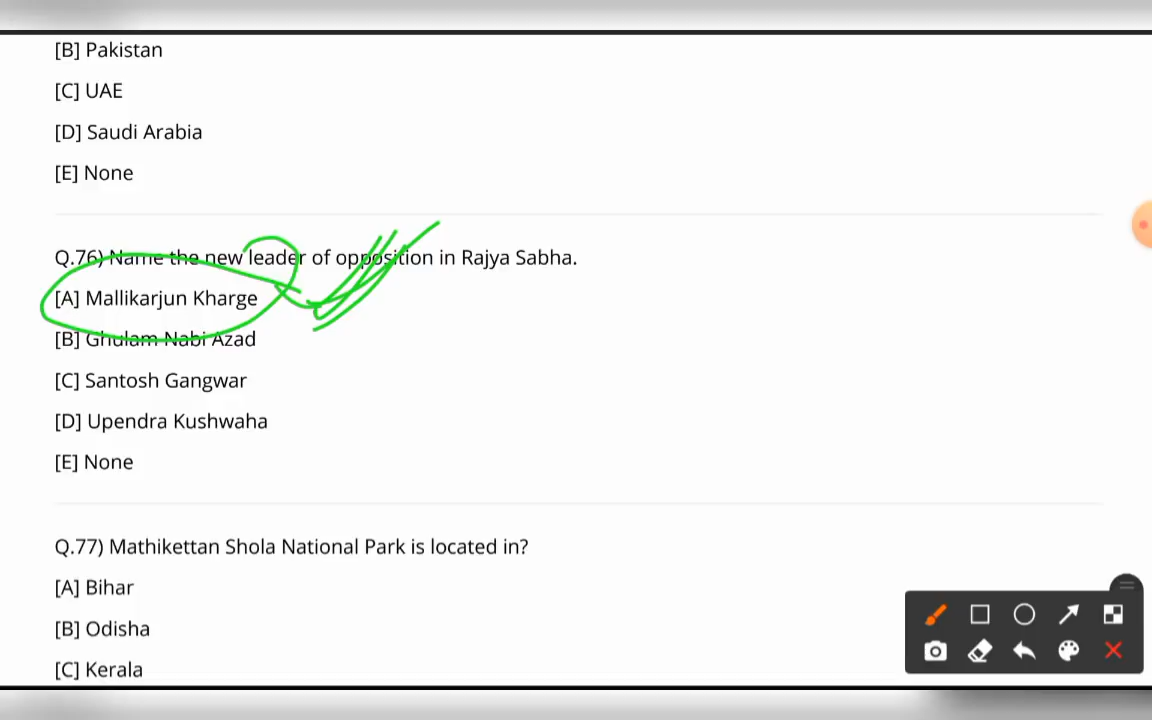 [B] Pakistan
[C] UAE
[D] Saudi Arabia
[E] None
Q.76) Name the new leader of opposition in Rajya Sabha.
[A] Mallikarjun Kharge
[B] Ghulam Nabi Azad
[C] Santosh Gangwar
[D] Upendra Kushwaha
[E] None
Q.77) Mathikettan Shola National Park is located in?
[A] Bihar
[B] Odisha
[C] Kerala